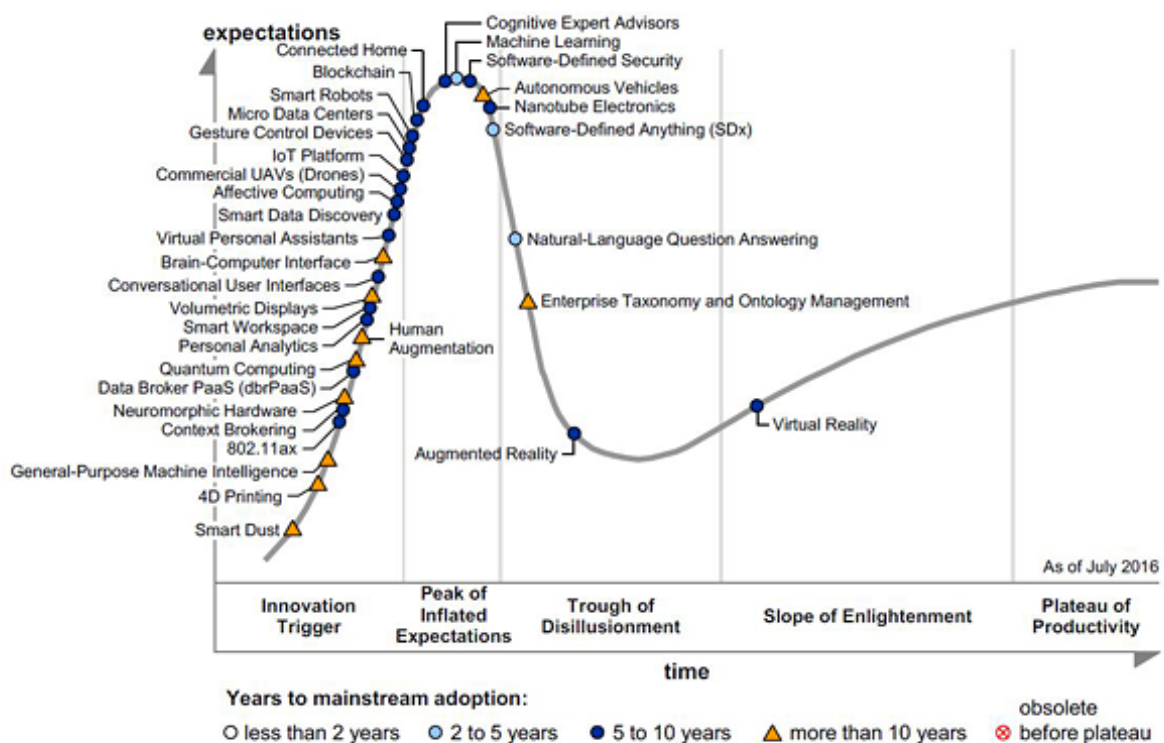 expectations
Cognitive Expert Advisors
Connected Home
Machine Learning
Blockchain
Software-Defined Security
Smart Robots
Autonomous Vehicles
Micro Data Centers
Nanotube Electronics
Gesture Control Devices
Software-Defined Anything (SDx)
IoT Platform
Commercial UAVs (Drones)
Affective Computing
Smart Data Discovery
Virtual Personal Assistants
Natural-Language Question Answering
Brain-Computer Interface
Conversational User Interfaces
Enterprise Taxonomy and Ontology Management
Volumetric Displays
Smart Workspace
Human
Augmentation
Personal Analytics
Quantum Computing
Data Broker PaaS (dbrPaaS)
Neuromorphic Hardware
Context Brokering
Virtual Reality
802.11ax
Augmented Reality
General-Purpose Machine Intelligence
4D Printing
Smart Dust
As of July 2016
Innovation
Trigger
Peak of
Inflated
Expectations
Trough of
Disillusionment
Slope of Enlightenment
Plateau of
Productivity
time
Years to mainstream adoption:
less than 2 years
2 to 5 years
5 to 10 years
more than 10 years
obsolete
before plateau